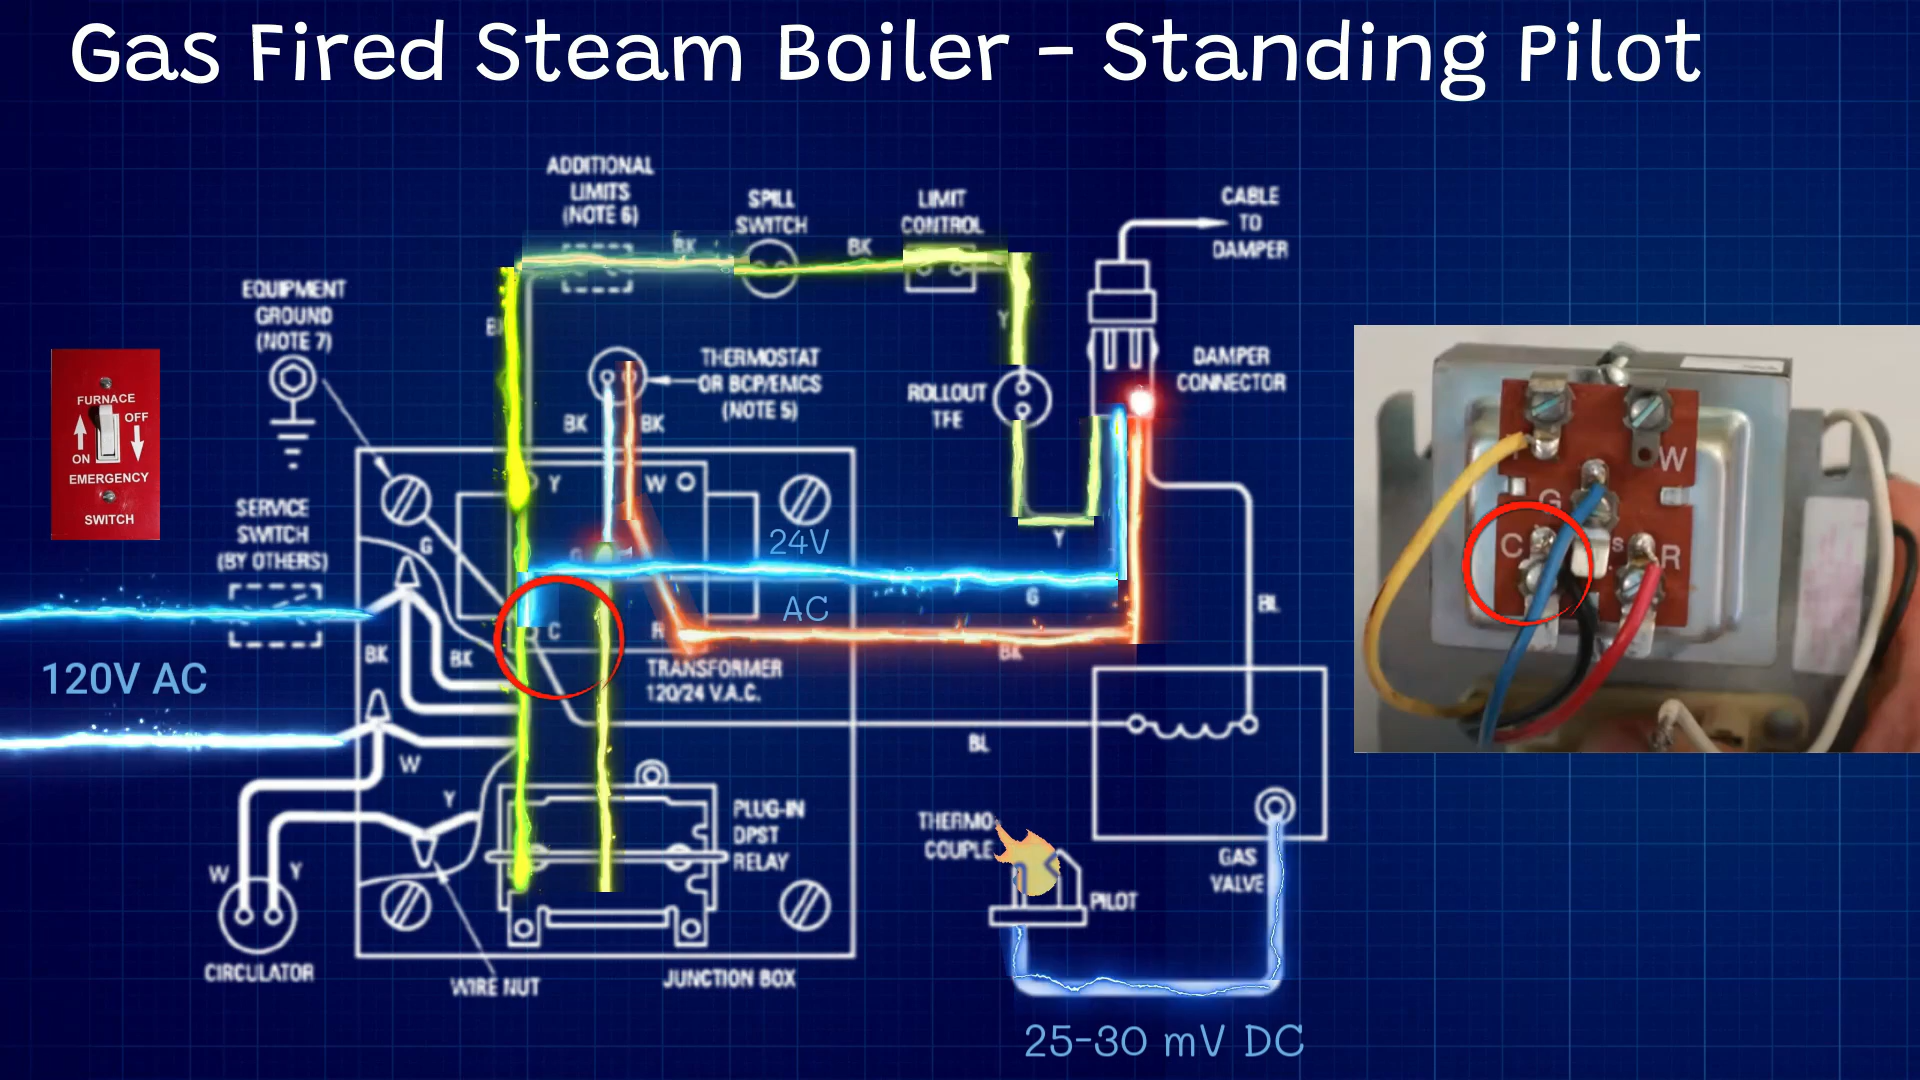 Gas Fired Steam Boiler - Standing Pilot
ADDITIONAL
LIMITS
(NOTE 6)
SPILL
SWITCH
LIMIT
CONTROL
CABLE
TO
DAMPER
BK
BK
EQUIPMENT
GROUND
(NOTE 7)
Y
THERMOSTAT
OR BCP/EMCS
(NOTE 5)
DAMPER
CONNECTOR
ROLLOUT
TFE
BK
BK
FURNACE
OFF
ON
EMERGENCY
SWITCH
Y
W
W
G
SERVICE
SWITCH
(BY OTHERS)
G
24V
Y
C
S
R
AC
G
BL
C
R
BK
BK
BK
TRANSFORMER
120/24 V.A.C.
120V AC
BL
W
Y
PLUG-IN
DPST
RELAY
THERMO
COUPLE
GAS
VALVE
W
Y
PILOT
CIRCULATOR
WIRE NUT
JUNCTION BOX
25-30 mV DC